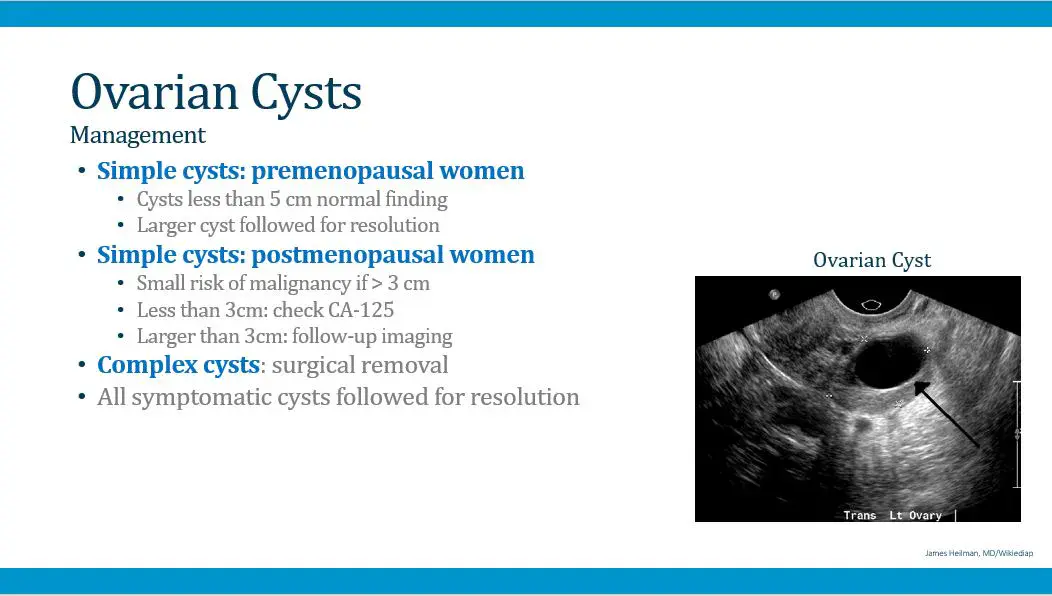 Ovarian Cysts
Management
• Simple cysts: premenopausal women
• Cysts less than 5 cm normal finding
• Larger cyst followed for resolution
• Simple cysts: postmenopausal women
• Small risk of malignancy if > 3 cm
• Less than 3cm: check CA-125
• Larger than 3cm: follow-up imaging
• Complex cysts: surgical removal
• All symptomatic cysts followed for resolution
Ovarian Cyst
Trans Lt Ovary
James Heilman, MD/Wikiediap